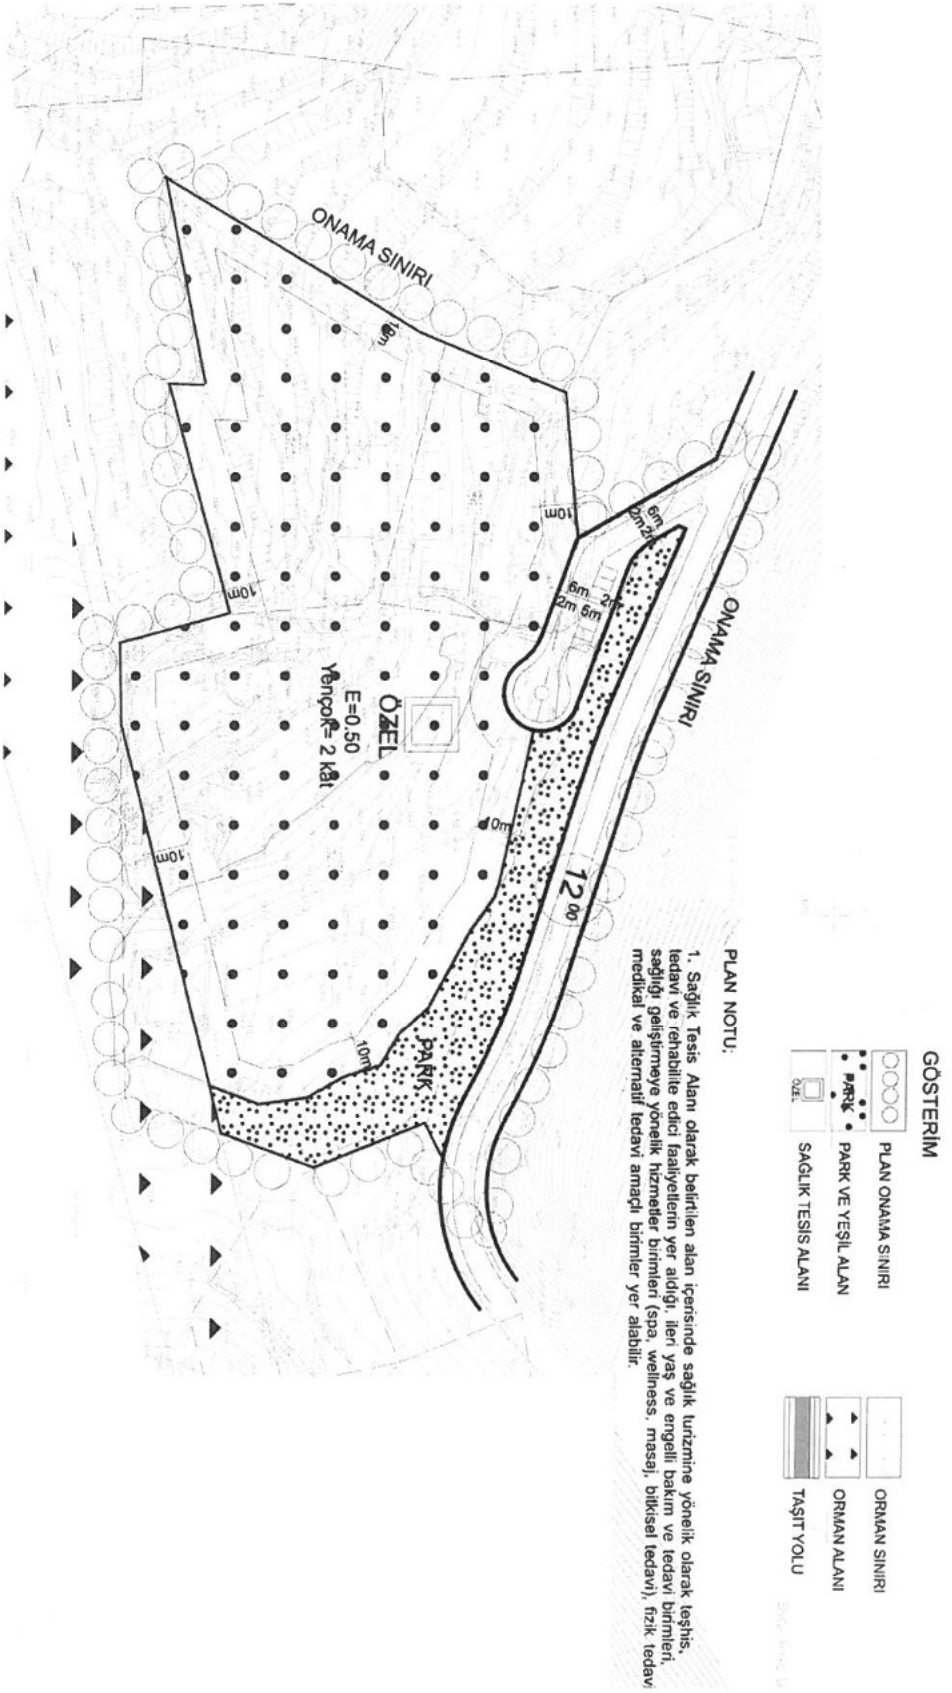 GÖSTERİM
PLAN ONAMA SINIRI
PARK
PARK VE YEŞİL ALAN
ÖZEL
SAĞLIK TESİS ALANI
ORMAN SINIRI
ORMAN ALANI
TAŞIT YOLU
PLAN NOTU;
1. Sağlık Tesis Alanı olarak belirtilen alan içerisinde sağlık turizmine yönelik olarak teşhis,
tedavi ve rehabilite edici faaliyetlerin yer aldığı, ileri yaş ve engelli bakım ve tedavi birimleri,
sağlığı geliştirmeye yönelik hizmetler birimleri (spa, wellness, masaj, bitkisel tedavi), fizik tedavi
medikal ve alternatif tedavi amaçlı birimler yer alabilir.
ONAMA SINIRI
ONAMA SINIRI
6m
2m
2m
6m
2m
2m
6m
12 00
10m
10m
10m
10m
10m
10m
ÖZEL
E=0.50
Yençok= 2 kat
PARK